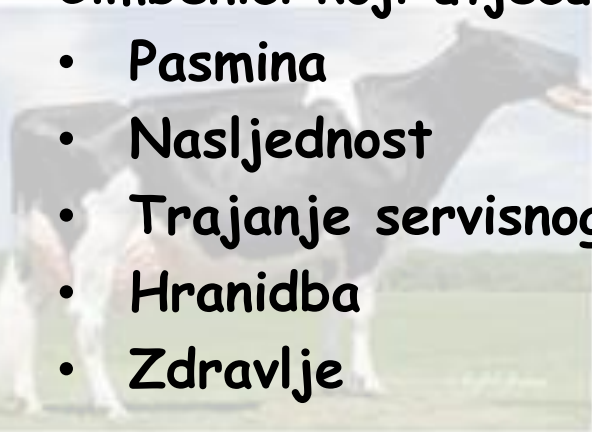 • Pasmina
• Nasljednost
• Trajanje servisnog
• Hranidba
• Zdravlje